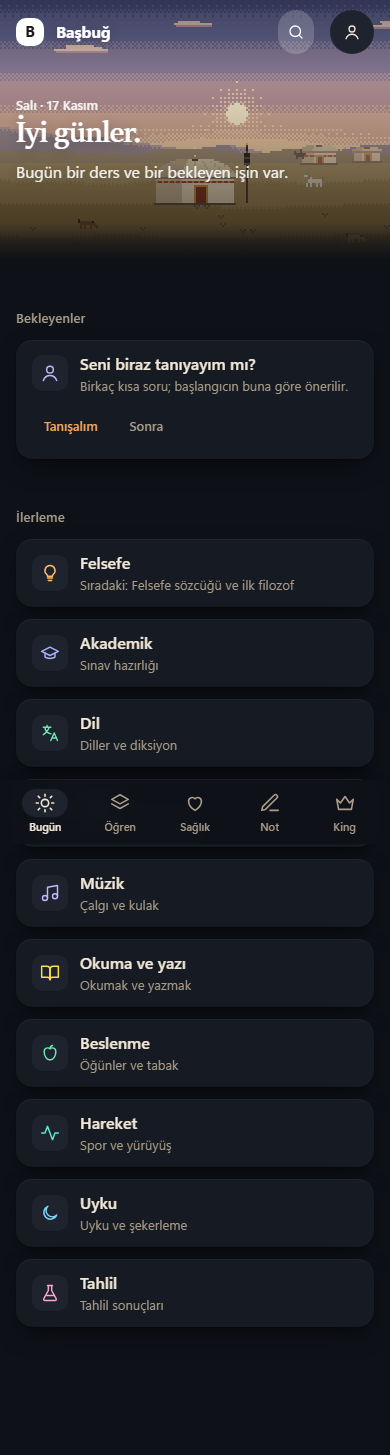 B
Başbuğ
Salı · 17 Kasım
İyi günler.
Bugün bir ders ve bir bekleyen işin var.
Bekleyenler
Seni biraz tanıyayım mı?
Birkaç kısa soru; başlangıcın buna göre önerilir.
Tanışalım
Sonra
İlerleme
Felsefe
Sıradaki: Felsefe sözcüğü ve ilk filozof
Akademik
Sınav hazırlığı
Dil
Diller ve diksiyon
Bugün
Öğren
Sağlık
Not
King
Müzik
Çalgı ve kulak
Okuma ve yazı
Okumak ve yazmak
Beslenme
Öğünler ve tabak
Hareket
Spor ve yürüyüş
Uyku
Uyku ve şekerleme
Tahlil
Tahlil sonuçları